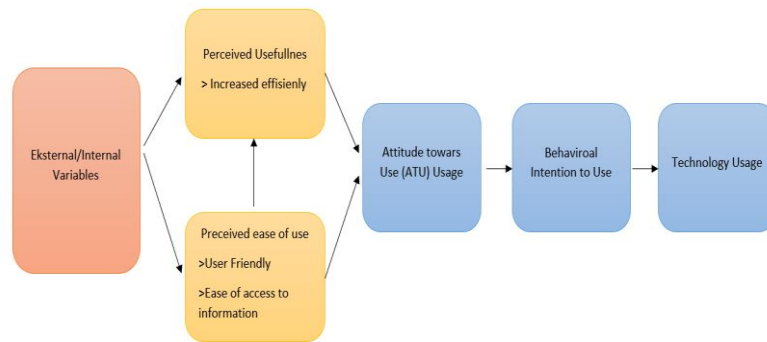 Eksternal/Internal
Variables
Perceived Usefullnes
> Increased effisienly
Preceived ease of use
>User Friendly
>Ease of access to
information
Attitude towars
Use (ATU) Usage
Behaviroal
Intention to Use
Technology Usage